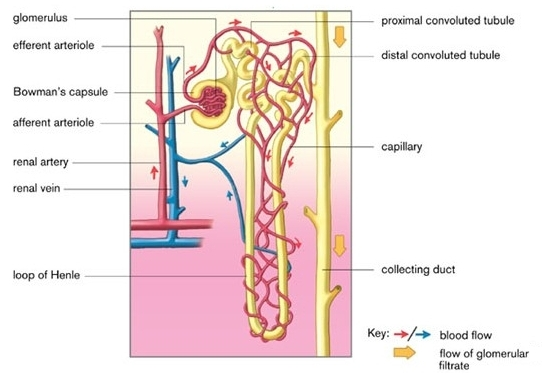 glomerulus
efferent arteriole
Bowman's capsule
afferent arteriole
renal artery
renal vein
loop of Henle
proximal convoluted tubule
distal convoluted tubule
capillary
collecting duct
Key: / blood flow
flow of glomerular
filtrate